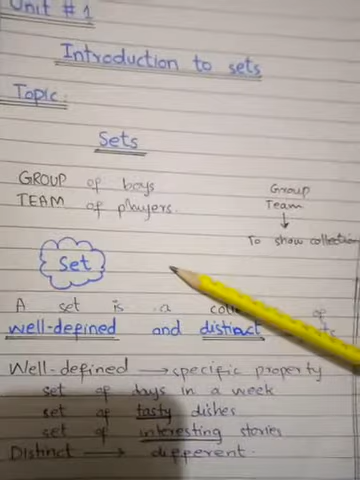 Unit # 1
Introduction to sets
Topic:
Sets
GROUP of boys
TEAM of players.
Group
Team
↓
To show collection
Set
A set is a of
well-defined and distinct
Well-defined → specific property
set of days in a week
set of tasty dishes
set of interesting stories
Distinct → different.